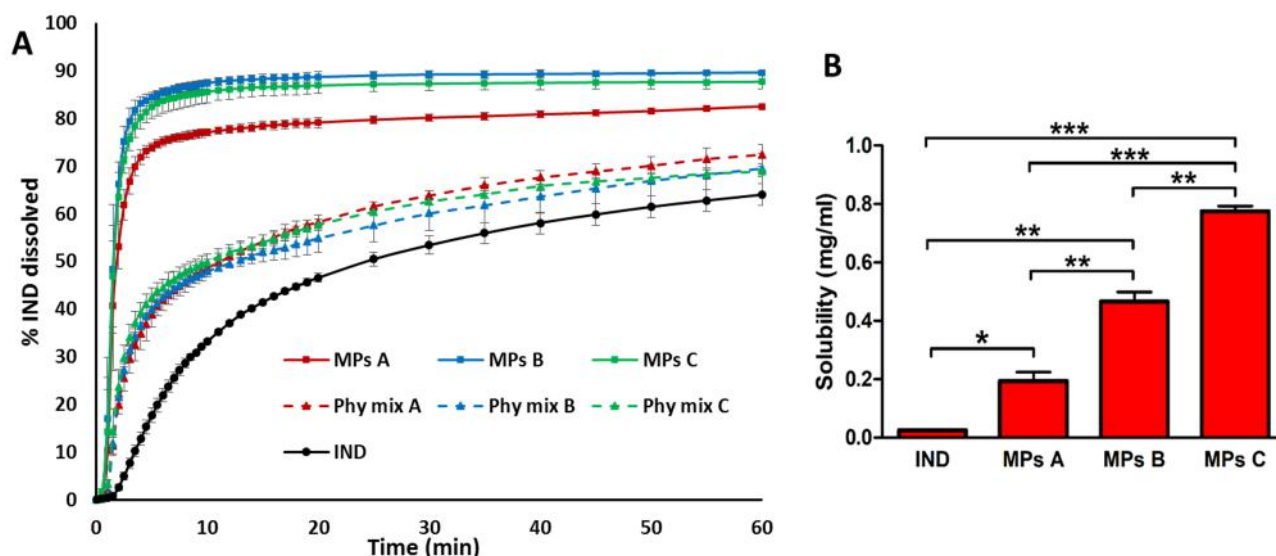 A
% IND dissolved
100
90
80
70
60
50
40
30
20
10
0
0 10 20 30 40 50 60
Time (min)
MPs A MPs B MPs C
Phy mix A Phy mix B Phy mix C
IND
B
Solubility (mg/ml)
1.0
0.8
0.6
0.4
0.2
0.0
***
***
**
**
**
*
IND MPs A MPs B MPs C